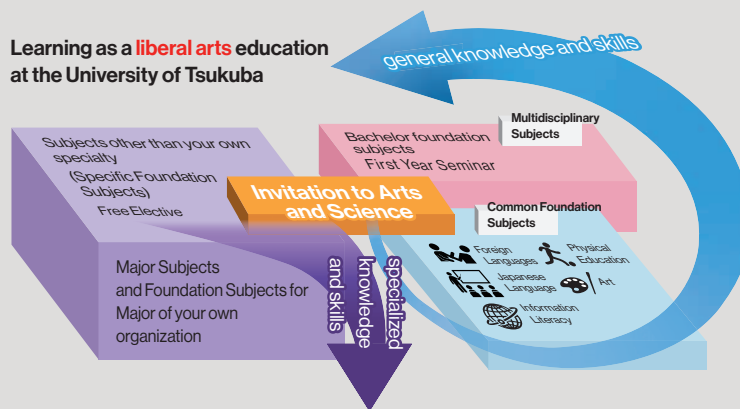 Learning as a liberal arts education
at the University of Tsukuba
general knowledge and skills
Multidisciplinary
Subjects
Bachelor foundation
subjects
First Year Seminar
Subjects other than your own
specialty
(Specific Foundation
Subjects)
Free Elective
Invitation to Arts
and Science
Common Foundation
Subjects
Foreign
Languages
Physical
Education
Japanese
Language
Art
Information
Literacy
Major Subjects
and Foundation Subjects for
Major of your own
organization
specialized
knowledge
and skills